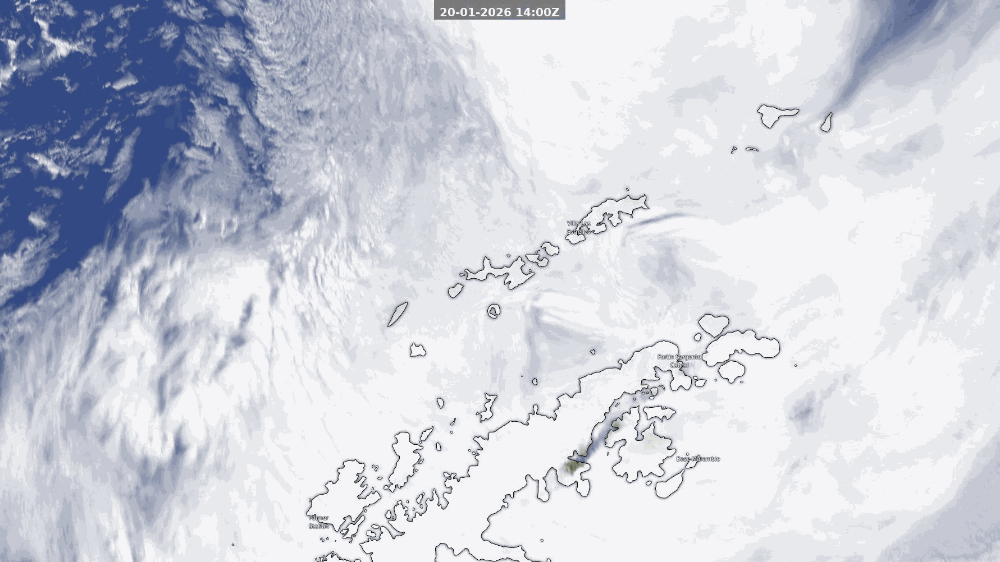 20-01-2026 14:00Z
Villa Las
Estrellas
Fortín Sargento
Cabral
Base Marambio
Palmer
Station